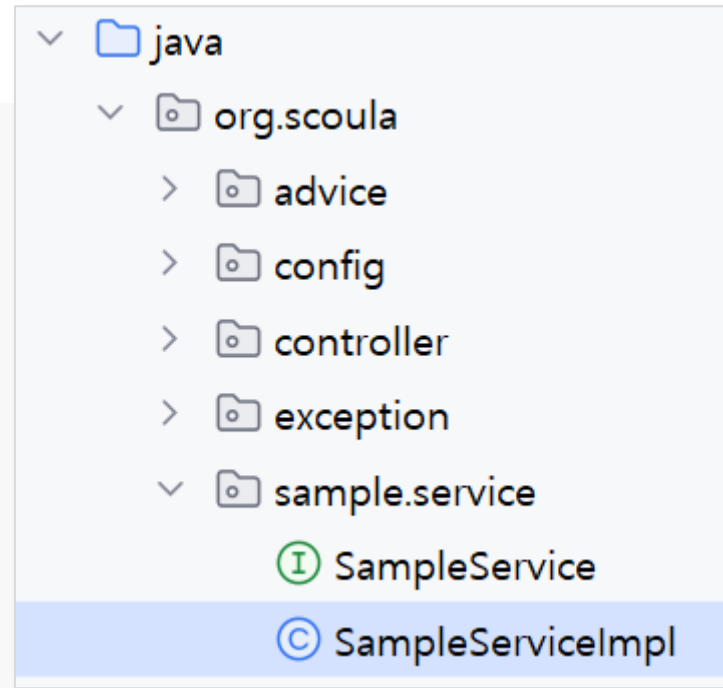 java
org.scoula
advice
config
controller
exception
sample.service
I SampleService
C SampleServiceImpl